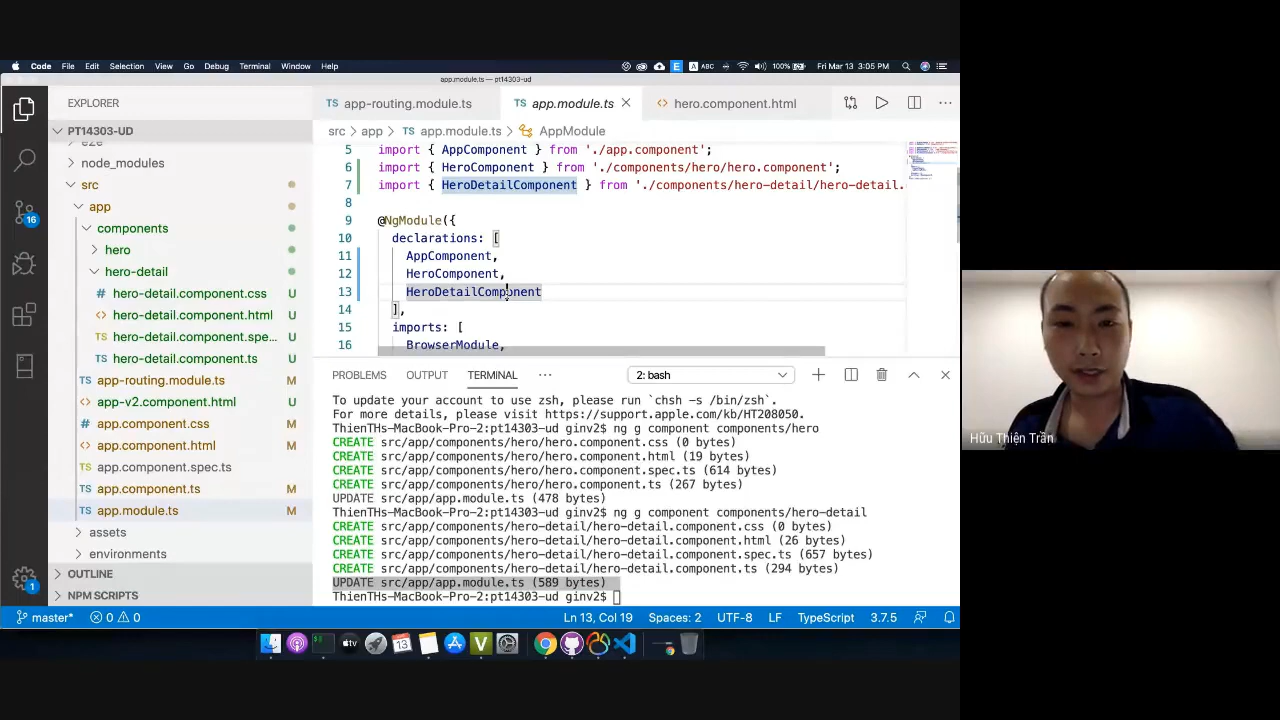 Code File Edit Selection View Go Debug Terminal Window Help ABC 100% Fri Mar 13 3:05 PM
app.module.ts — pt14303-ud
EXPLORER
PT14303-UD
e2e
node_modules
src
app
components
hero
hero-detail
hero-detail.component.css U
hero-detail.component.html U
hero-detail.component.spe... U
TS hero-detail.component.ts U
TS app-routing.module.ts M
app-v2.component.html U
app.component.css M
app.component.html M
app.component.spec.ts
TS app.component.ts M
TS app.module.ts M
assets
environments
OUTLINE
NPM SCRIPTS
16
1
TS app-routing.module.ts TS app.module.ts hero.component.html
src app TS app.module.ts AppModule
5 import { AppComponent } from './app.component';
6 import { HeroComponent } from './components/hero/hero.component';
7 import { HeroDetailComponent } from './components/hero-detail/hero-detail.
8
9 @NgModule({
10 declarations: [
11 AppComponent,
12 HeroComponent,
13 HeroDetailComponent
14 ],
15 imports: [
16 BrowserModule,
PROBLEMS OUTPUT TERMINAL ... 2: bash
To update your account to use zsh, please run `chsh -s /bin/zsh`.
For more details, please visit https://support.apple.com/kb/HT208050.
ThienTHs-MacBook-Pro-2:pt14303-ud ginv2$ ng g component components/hero
CREATE src/app/components/hero/hero.component.css (0 bytes)
CREATE src/app/components/hero/hero.component.html (19 bytes)
CREATE src/app/components/hero/hero.component.spec.ts (614 bytes)
CREATE src/app/components/hero/hero.component.ts (267 bytes)
UPDATE src/app/app.module.ts (478 bytes)
ThienTHs-MacBook-Pro-2:pt14303-ud ginv2$ ng g component components/hero-detail
CREATE src/app/components/hero-detail/hero-detail.component.css (0 bytes)
CREATE src/app/components/hero-detail/hero-detail.component.html (26 bytes)
CREATE src/app/components/hero-detail/hero-detail.component.spec.ts (657 bytes)
CREATE src/app/components/hero-detail/hero-detail.component.ts (294 bytes)
UPDATE src/app/app.module.ts (589 bytes)
ThienTHs-MacBook-Pro-2:pt14303-ud ginv2$
master* 0 0 Ln 13, Col 19 Spaces: 2 UTF-8 LF TypeScript 3.7.5
Hữu Thiện Trần